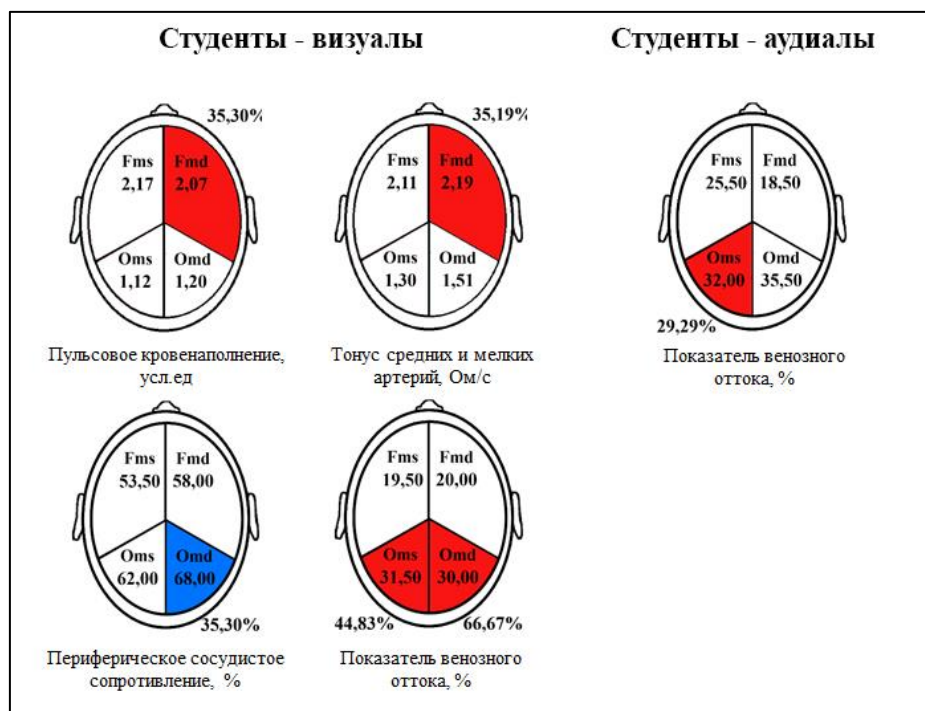 Студенты - визуалы
Студенты - аудиалы
35,30%
Fms Fmd
2,17 2,07
Oms Omd
1,12 1,20
Пульсовое кровенаполнение,
усл.ед
35,19%
Fms Fmd
2,11 2,19
Oms Omd
1,30 1,51
Тонус средних и мелких
артерий, Ом/с
Fms Fmd
25,50 18,50
Oms Omd
32,00 35,50
29,29%
Показатель венозного
оттока, %
Fms Fmd
53,50 58,00
Oms Omd
62,00 68,00
35,30%
Периферическое сосудистое
сопротивление, %
Fms Fmd
19,50 20,00
Oms Omd
31,50 30,00
44,83% 66,67%
Показатель венозного
оттока, %